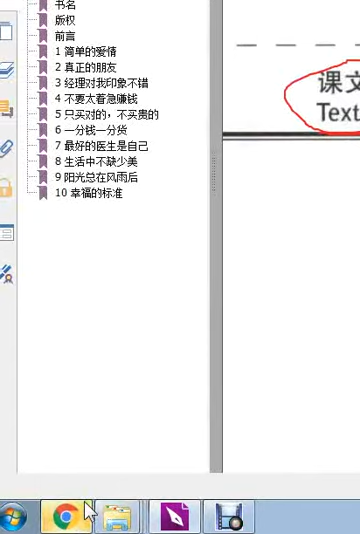 书名
版权
前言
1 简单的爱情
2 真正的朋友
3 经理对我印象不错
4 不要太着急赚钱
5 只买对的，不买贵的
6 一分钱一分货
7 最好的医生是自己
8 生活中不缺少美
9 阳光总在风雨后
10 幸福的标准
课文
Text